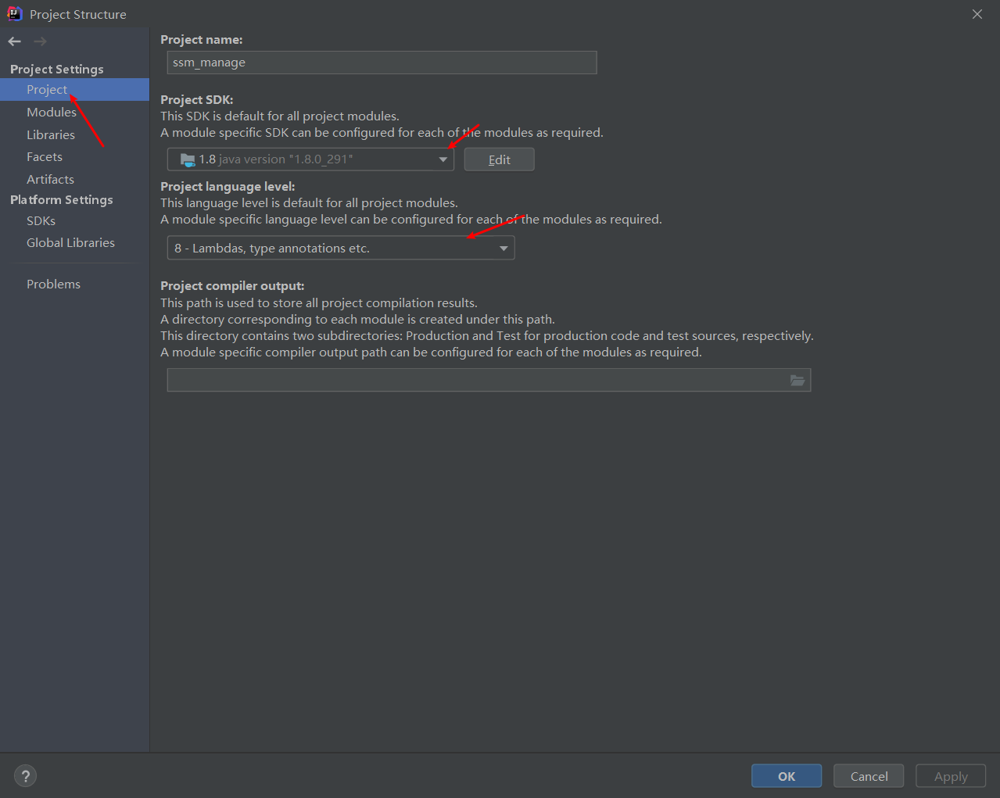 Project Structure
Project Settings
Project
Modules
Libraries
Facets
Artifacts
Platform Settings
SDKs
Global Libraries
Problems
Project name:
ssm_manage
Project SDK:
This SDK is default for all project modules.
A module specific SDK can be configured for each of the modules as required.
1.8 java version "1.8.0_291"
Edit
Project language level:
This language level is default for all project modules.
A module specific language level can be configured for each of the modules as required.
8 - Lambdas, type annotations etc.
Project compiler output:
This path is used to store all project compilation results.
A directory corresponding to each module is created under this path.
This directory contains two subdirectories: Production and Test for production code and test sources, respectively.
A module specific compiler output path can be configured for each of the modules as required.
?
OK
Cancel
Apply